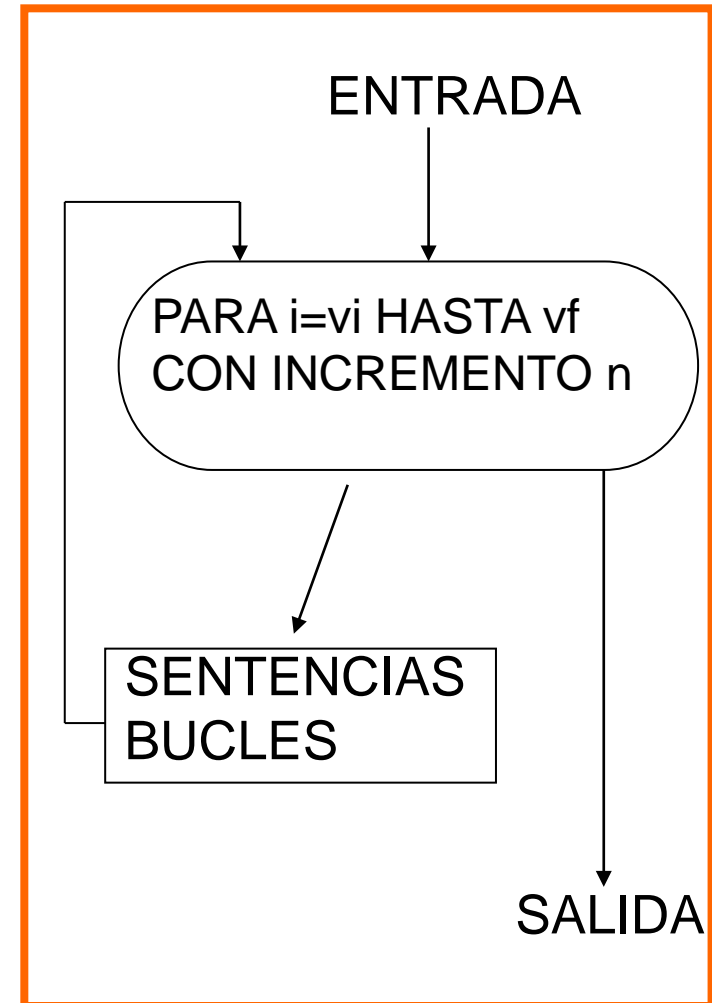 ENTRADA
PARA i=vi HASTA vf
CON INCREMENTO n
SENTENCIAS
BUCLES
SALIDA